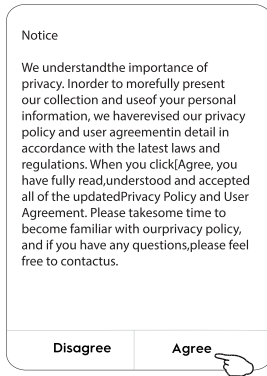 Notice
We understandthe importance of
privacy. Inorder to morefully present
our collection and useof your personal
information, we haverevised our privacy
policy and user agreementin detail in
accordance with the latest laws and
regulations. When you click[Agree, you
have fully read,understood and accepted
all of the updatedPrivacy Policy and User
Agreement. Please takesome time to
become familiar with ourprivacy policy,
and if you have any questions,please feel
free to contactus.
Disagree Agree